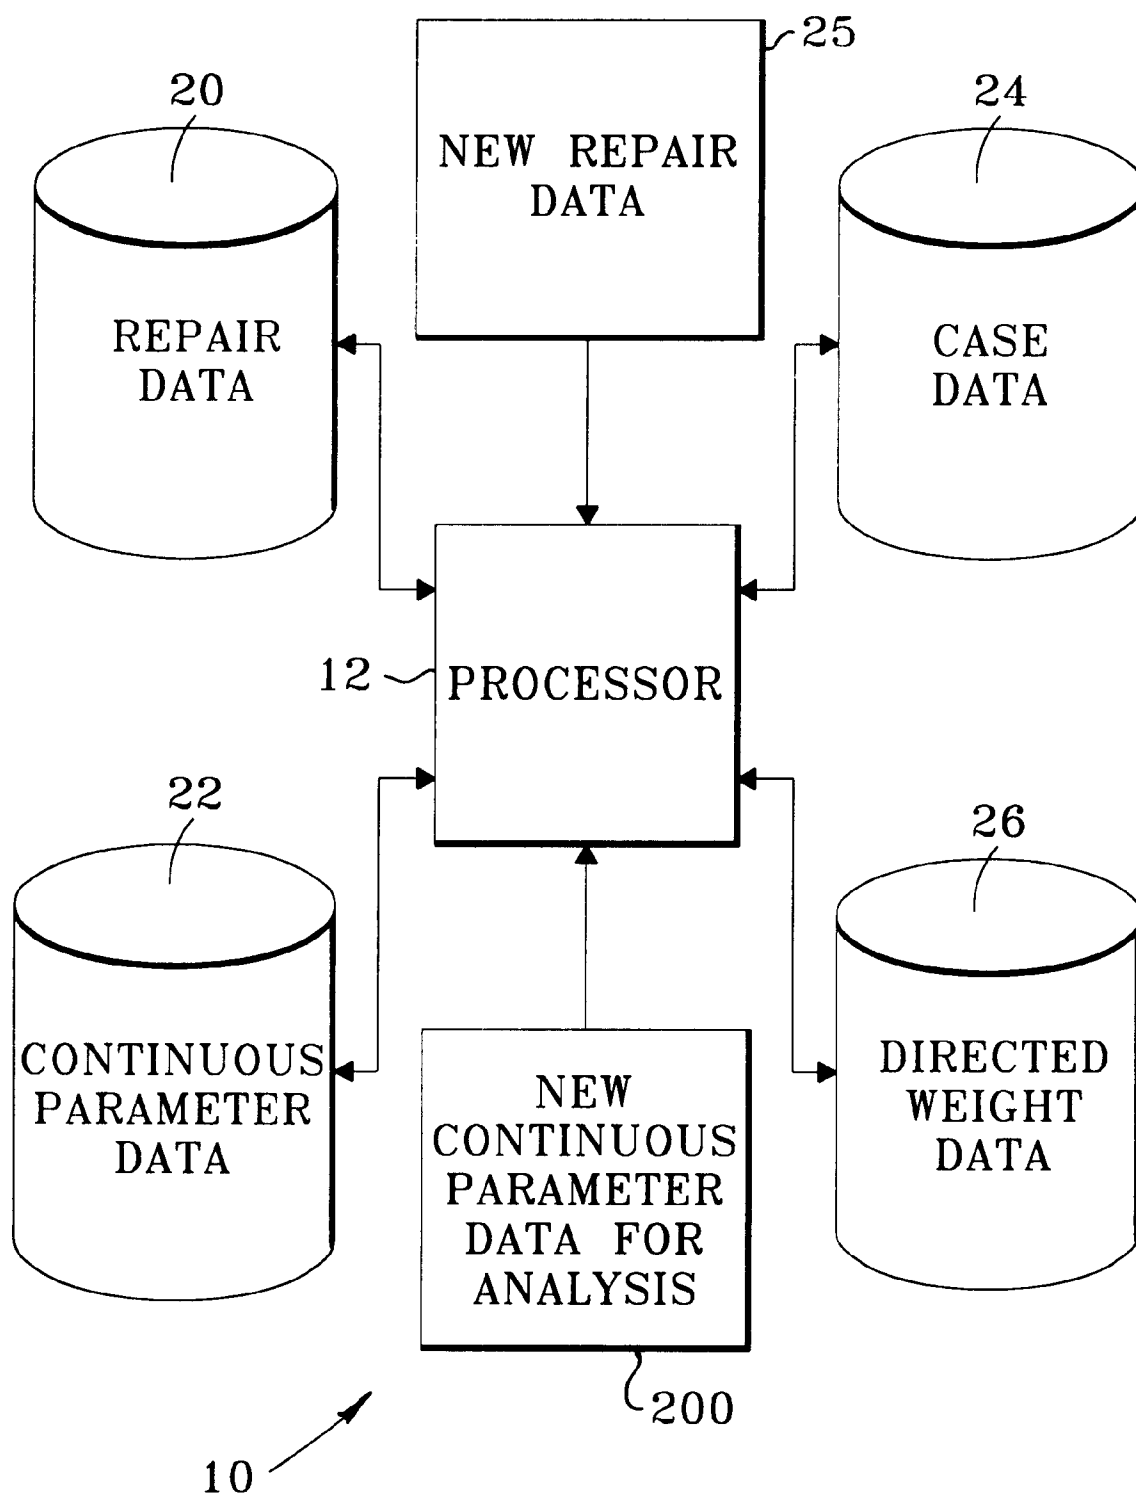 25
20
24
NEW REPAIR
DATA
REPAIR
DATA
CASE
DATA
12
PROCESSOR
22
26
CONTINUOUS
PARAMETER
DATA
DIRECTED
WEIGHT
DATA
NEW
CONTINUOUS
PARAMETER
DATA FOR
ANALYSIS
200
10